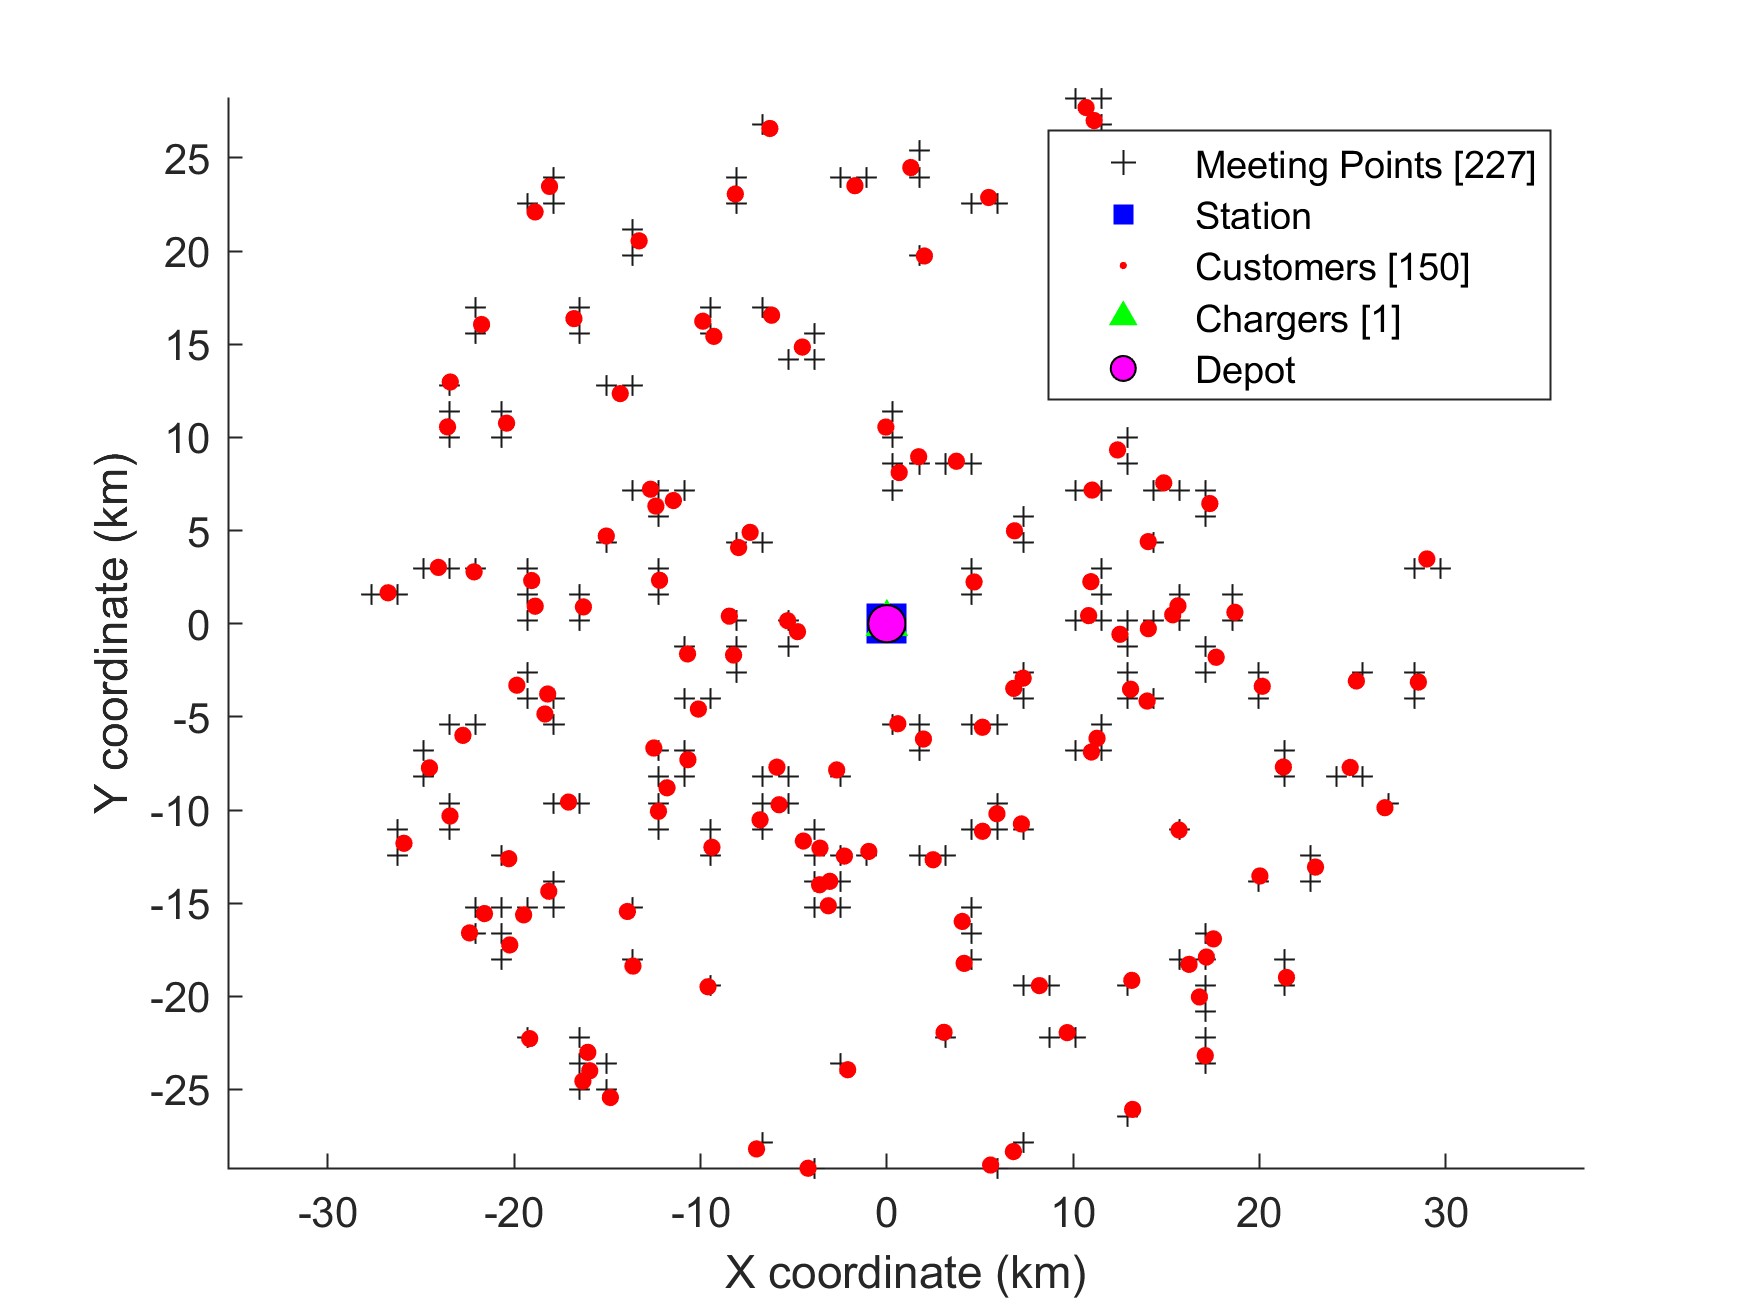 25
20
15
10
5
0
-5
-10
-15
-20
-25
Y coordinate (km)
Meeting Points [227]
Station
Customers [150]
Chargers [1]
Depot
-30 -20 -10 0 10 20 30
X coordinate (km)